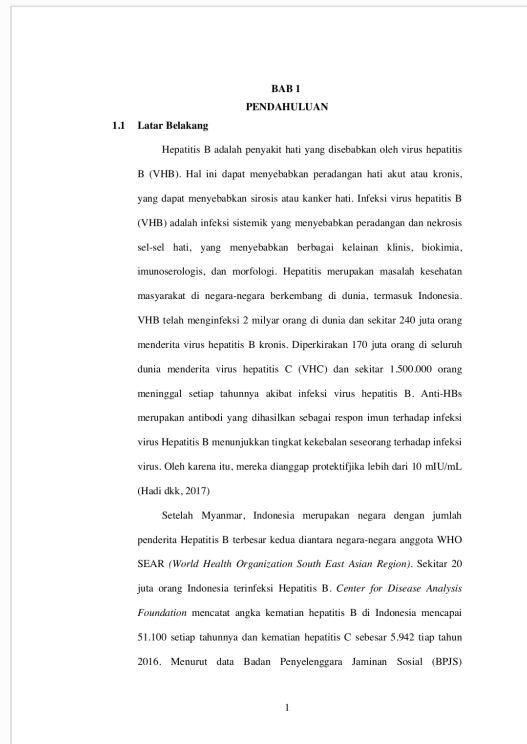 BAB I
PENDAHULUAN
1.1 Latar Belakang
Hepatitis B adalah penyakit hati yang disebabkan oleh virus hepatitis
B (VHB). Hal ini dapat menyebabkan peradangan hati akut atau kronis,
yang dapat menyebabkan sirosis atau kanker hati. Infeksi virus hepatitis B
(VHB) adalah infeksi sistemik yang menyebabkan peradangan dan nekrosis
sel-sel hati, yang menyebabkan berbagai kelainan klinis, biokimia,
imunoserologis, dan morfologi. Hepatitis merupakan masalah kesehatan
masyarakat di negara-negara berkembang di dunia, termasuk Indonesia.
VHB telah menginfeksi 2 milyar orang di dunia dan sekitar 240 juta orang
menderita virus hepatitis B kronis. Diperkirakan 170 juta orang di seluruh
dunia menderita virus hepatitis C (VHC) dan sekitar 1.500.000 orang
meninggal setiap tahunnya akibat infeksi virus hepatitis B. Anti-HBs
merupakan antibodi yang dihasilkan sebagai respon imun terhadap infeksi
virus Hepatitis B menunjukkan tingkat kekebalan seseorang terhadap infeksi
virus. Oleh karena itu, mereka dianggap protektifjika lebih dari 10 mIU/mL
(Hadi dkk, 2017)
Setelah Myanmar, Indonesia merupakan negara dengan jumlah
penderita Hepatitis B terbesar kedua diantara negara-negara anggota WHO
SEAR (World Health Organization South East Asian Region). Sekitar 20
juta orang Indonesia terinfeksi Hepatitis B. Center for Disease Analysis
Foundation mencatat angka kematian hepatitis B di Indonesia mencapai
51.100 setiap tahunnya dan kematian hepatitis C sebesar 5.942 tiap tahun
2016. Menurut data Badan Penyelenggara Jaminan Sosial (BPJS)
1